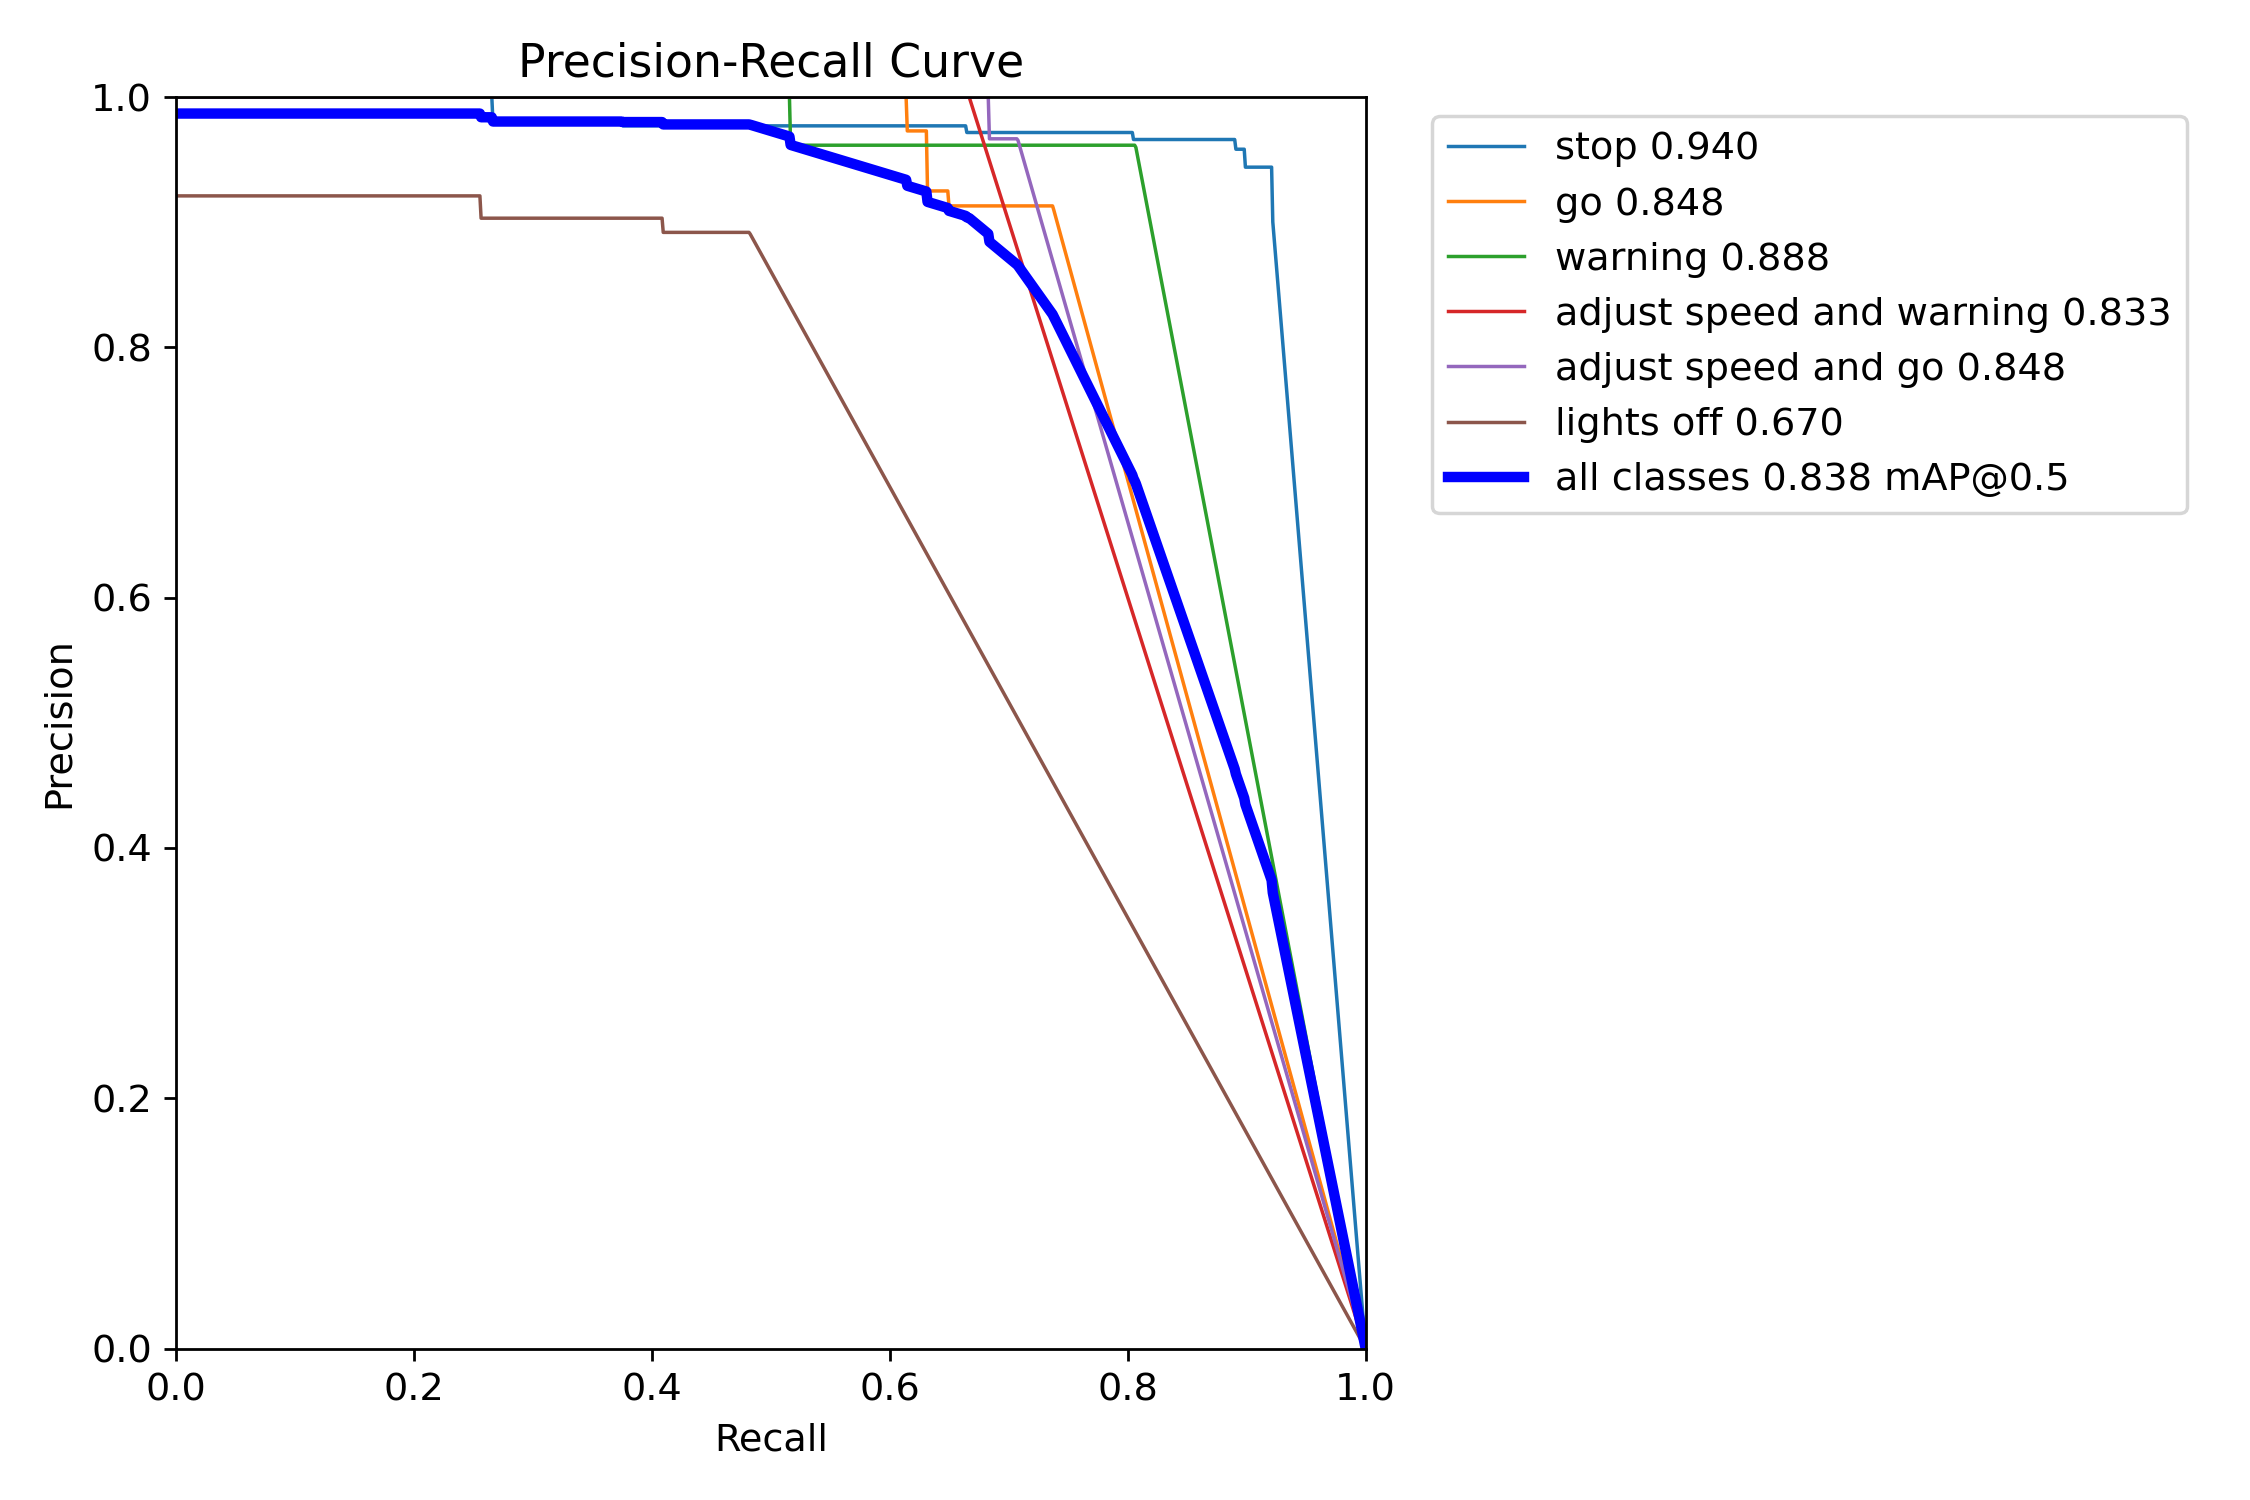 Precision-Recall Curve
1.0
0.8
0.6
0.4
0.2
0.0
Precision
0.0 0.2 0.4 0.6 0.8 1.0
Recall
stop 0.940
go 0.848
warning 0.888
adjust speed and warning 0.833
adjust speed and go 0.848
lights off 0.670
all classes 0.838 mAP@0.5